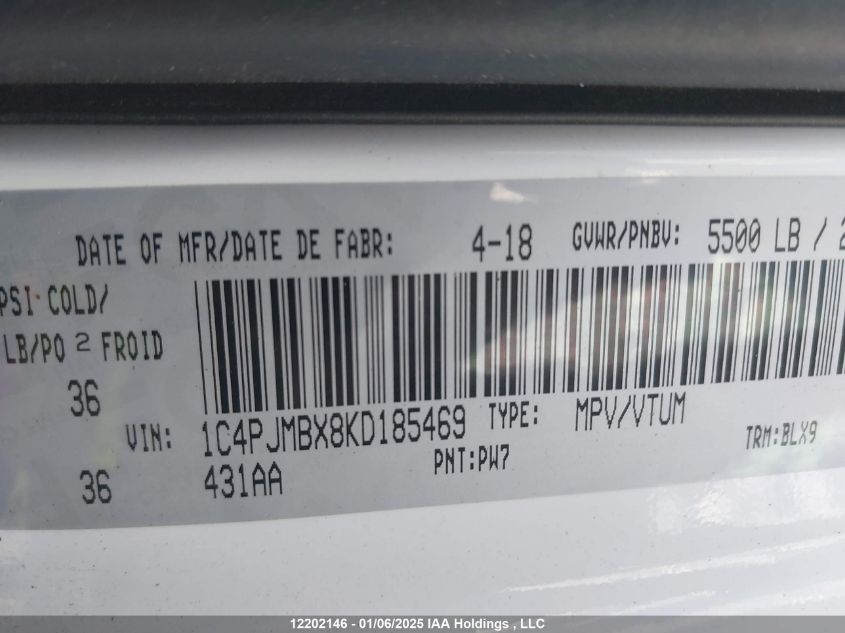 DATE OF MFR/DATE DE FABR: 4-18 GVWR/PNBV: 5500 LB / 2
PSI COLD/
LB/PO 2 FROID
36
VIN: 1C4PJMBX8KD185469 TYPE: MPV/VTUM
PNT:PW7 TRM:BLX9
36 431AA
12202146 - 01/06/2025 IAA Holdings , LLC